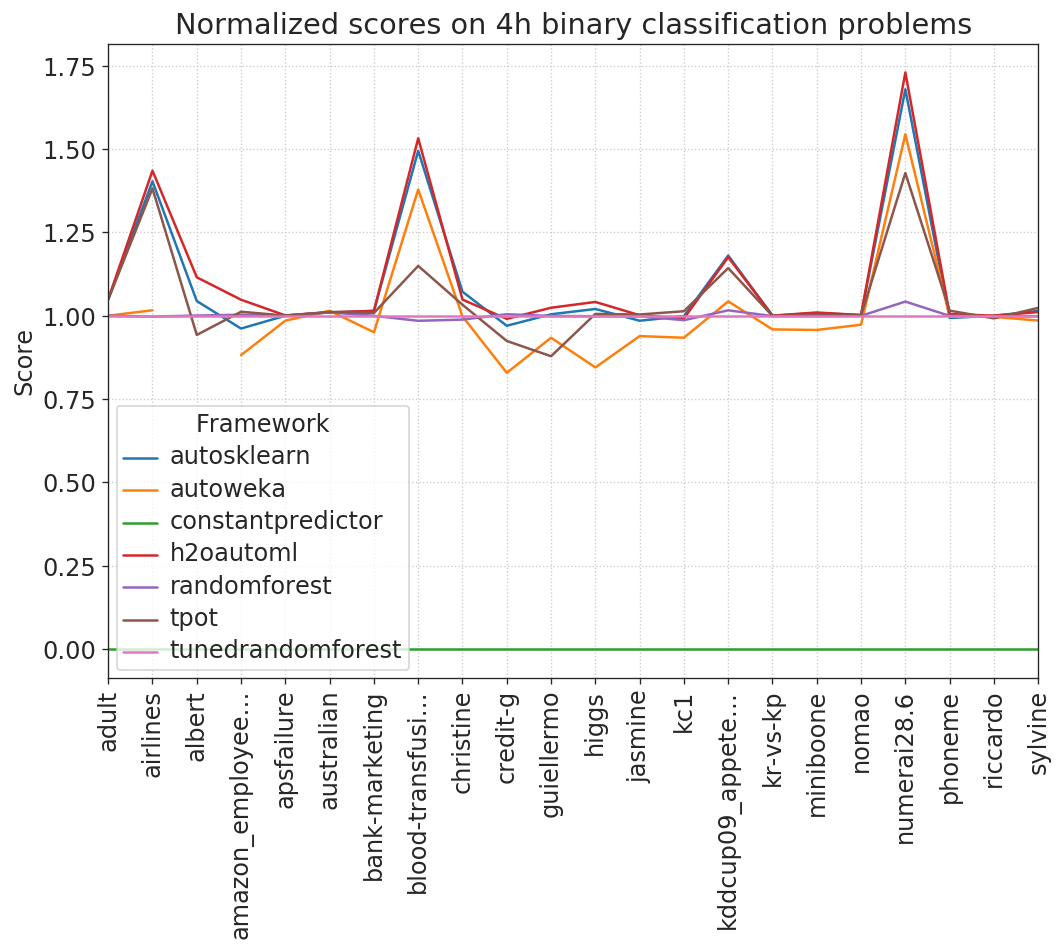 Normalized scores on 4h binary classification problems
Score
1.75
1.50
1.25
1.00
0.75
0.50
0.25
0.00
Framework
autosklearn
autoweka
constantpredictor
h2oautoml
randomforest
tpot
tunedrandomforest
adult
airlines
albert
amazon_employee...
apsfailure
australian
bank-marketing
blood-transfusi...
christine
credit-g
guiellermo
higgs
jasmine
kc1
kddcup09_appete...
kr-vs-kp
miniboone
nomao
numerai28.6
phoneme
riccardo
sylvine